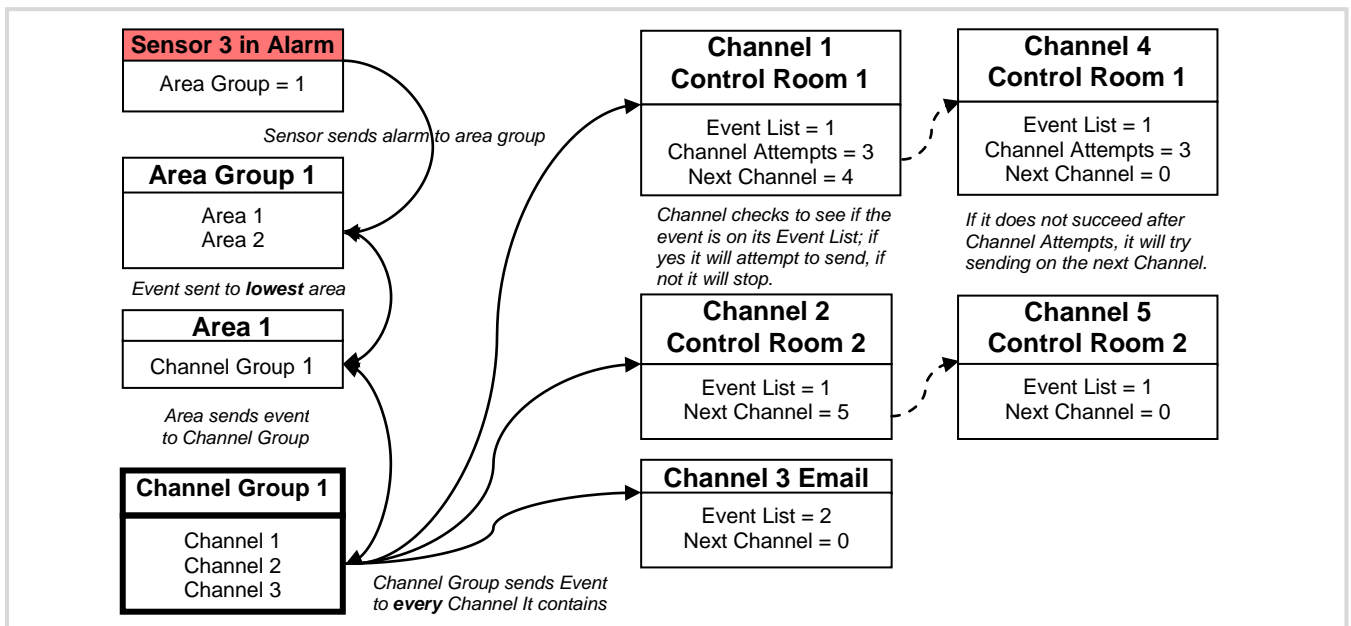 Sensor 3 in Alarm
Area Group = 1
Sensor sends alarm to area group
Area Group 1
Area 1
Area 2
Event sent to lowest area
Area 1
Channel Group 1
Area sends event
to Channel Group
Channel Group 1
Channel 1
Channel 2
Channel 3
Channel Group sends Event
to every Channel It contains
Channel 1
Control Room 1
Event List = 1
Channel Attempts = 3
Next Channel = 4
Channel checks to see if the
event is on its Event List; if
yes it will attempt to send, if
not it will stop.
Channel 4
Control Room 1
Event List = 1
Channel Attempts = 3
Next Channel = 0
If it does not succeed after
Channel Attempts, it will try
sending on the next Channel.
Channel 2
Control Room 2
Event List = 1
Next Channel = 5
Channel 5
Control Room 2
Event List = 1
Next Channel = 0
Channel 3 Email
Event List = 2
Next Channel = 0